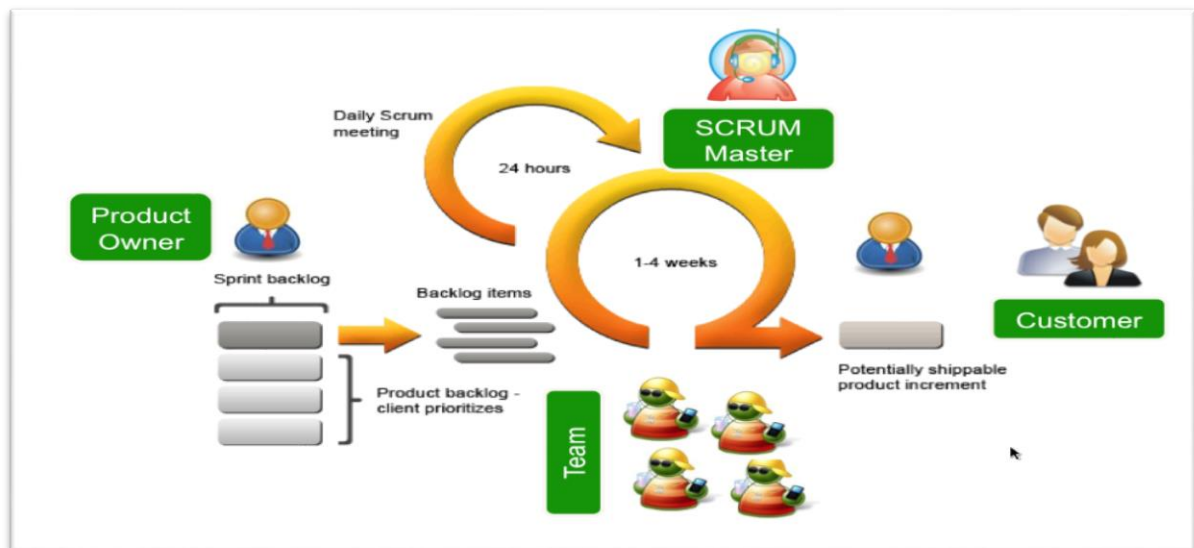 SCRUM
Master
Daily Scrum
meeting
24 hours
Product
Owner
Sprint backlog
1-4 weeks
Backlog items
Customer
Potentially shippable
product increment
Product backlog -
client prioritizes
Team